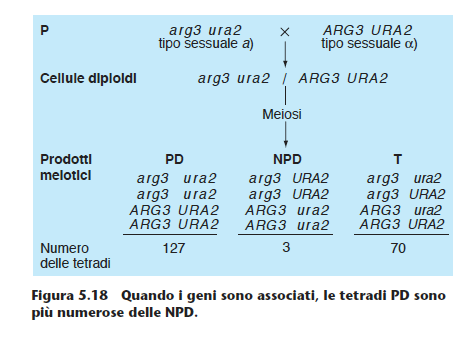 P arg3 ura2 × ARG3 URA2
tipo sessuale a) tipo sessuale α)
Cellule diploidi arg3 ura2 / ARG3 URA2
Meiosi
Prodotti PD NPD T
meiotici arg3 ura2 arg3 URA2 arg3 ura2
arg3 ura2 arg3 URA2 arg3 URA2
ARG3 URA2 ARG3 ura2 ARG3 ura2
ARG3 URA2 ARG3 ura2 ARG3 URA2
Numero 127 3 70
delle tetradi
Figura 5.18 Quando i geni sono associati, le tetradi PD sono
più numerose delle NPD.